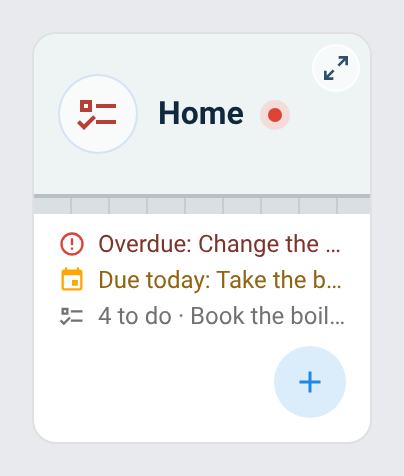 Home
Overdue: Change the ...
Due today: Take the b...
4 to do · Book the boil...